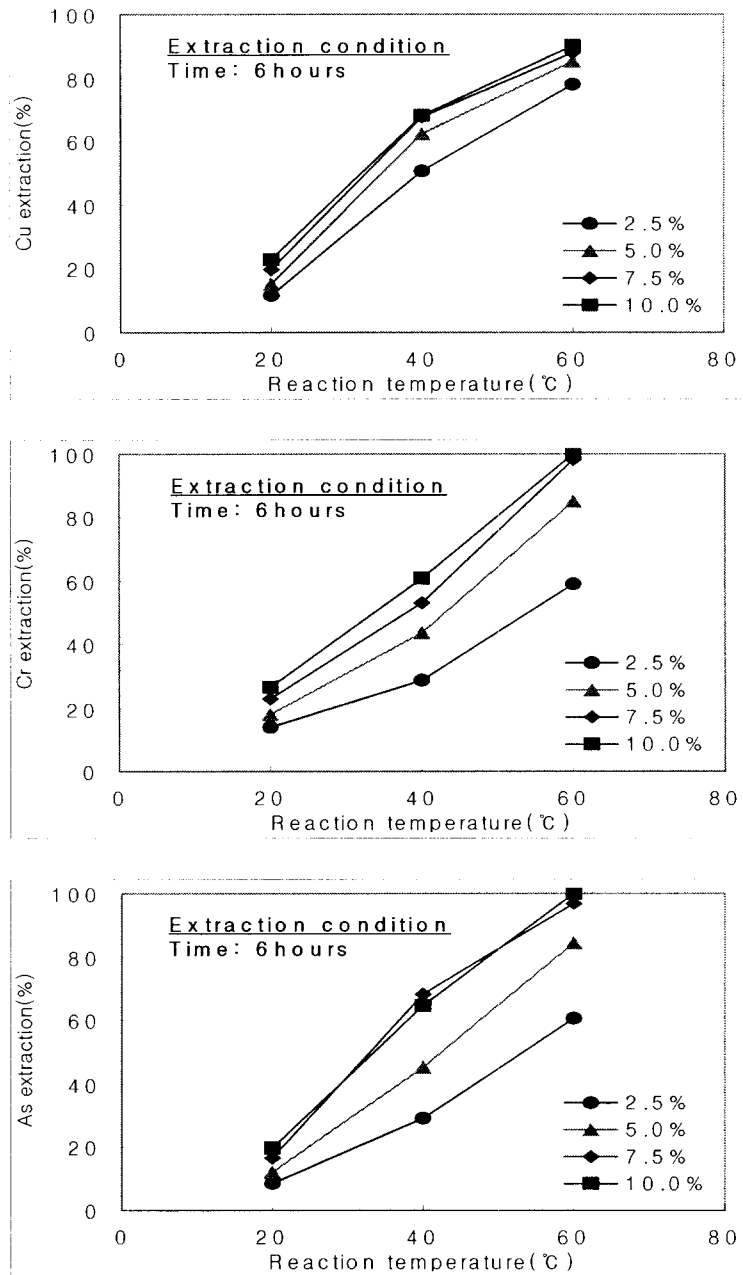 100
80
60
40
20
0
Cu extraction(%)
Extraction condition
Time: 6hours
2.5%
5.0%
7.5%
10.0%
0 20 40 60 80
Reaction temperature(℃)
100
80
60
40
20
0
Cr extraction(%)
Extraction condition
Time: 6hours
2.5%
5.0%
7.5%
10.0%
0 20 40 60 80
Reaction temperature(℃)
100
80
60
40
20
0
As extraction(%)
Extraction condition
Time: 6hours
2.5%
5.0%
7.5%
10.0%
0 20 40 60 80
Reaction temperature(℃)